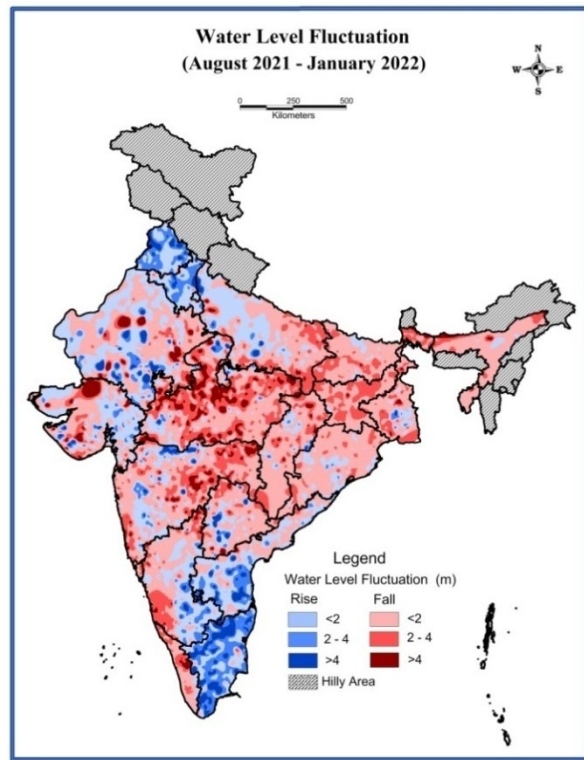 Water Level Fluctuation
(August 2021 - January 2022)
N
W E
S
0 250 500
Kilometers
Legend
Water Level Fluctuation (m)
Rise Fall
<2 <2
2 - 4 2 - 4
>4 >4
Hilly Area